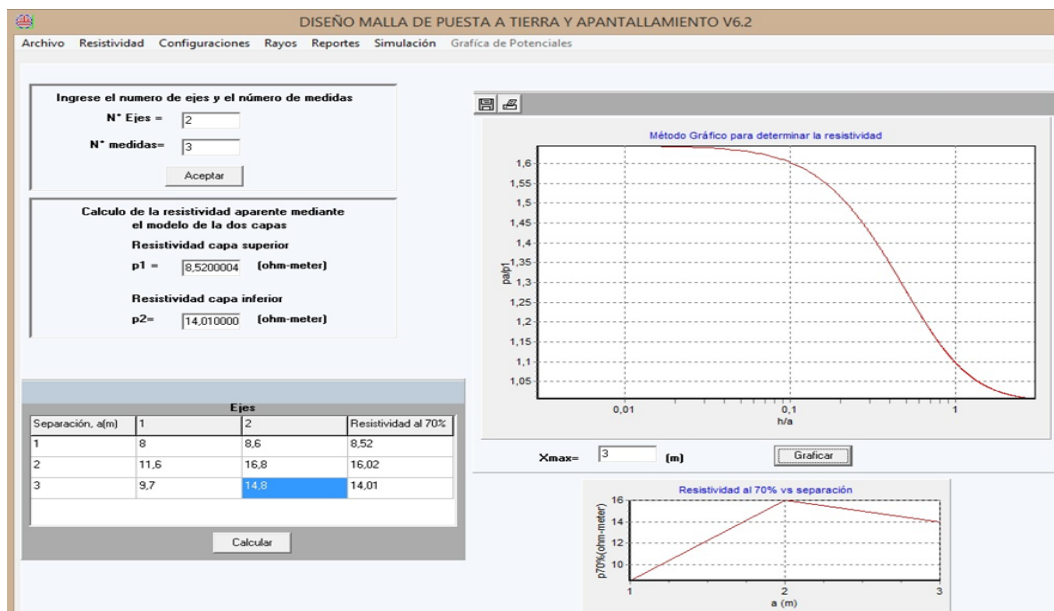 DISEÑO MALLA DE PUESTA A TIERRA Y APANTALLAMIENTO V6.2
Archivo Resistividad Configuraciones Rayos Reportes Simulación Grafica de Potenciales
Ingrese el numero de ejes y el número de medidas
N° Ejes = 2
N° medidas= 3
Aceptar
Calculo de la resistividad aparente mediante
el modelo de la dos capas
Resistividad capa superior
p1 = 8,5200004 (ohm-meter)
Resistividad capa inferior
p2= 14,010000 (ohm-meter)
Ejes
Separación, a(m) 1 2 Resistividad al 70%
1 8 8,6 8,52
2 11,6 16,8 16,02
3 9,7 14,8 14,01
Calcular
Método Gráfico para determinar la resistividad
pa/p1
1,6
1,55
1,5
1,45
1,4
1,35
1,3
1,25
1,2
1,15
1,1
1,05
0,01 0,1 1
h/a
Xmax= 3 (m) Graficar
Resistividad al 70% vs separación
p70%(ohm-meter)
16
14
12
10
1 2 3
a (m)